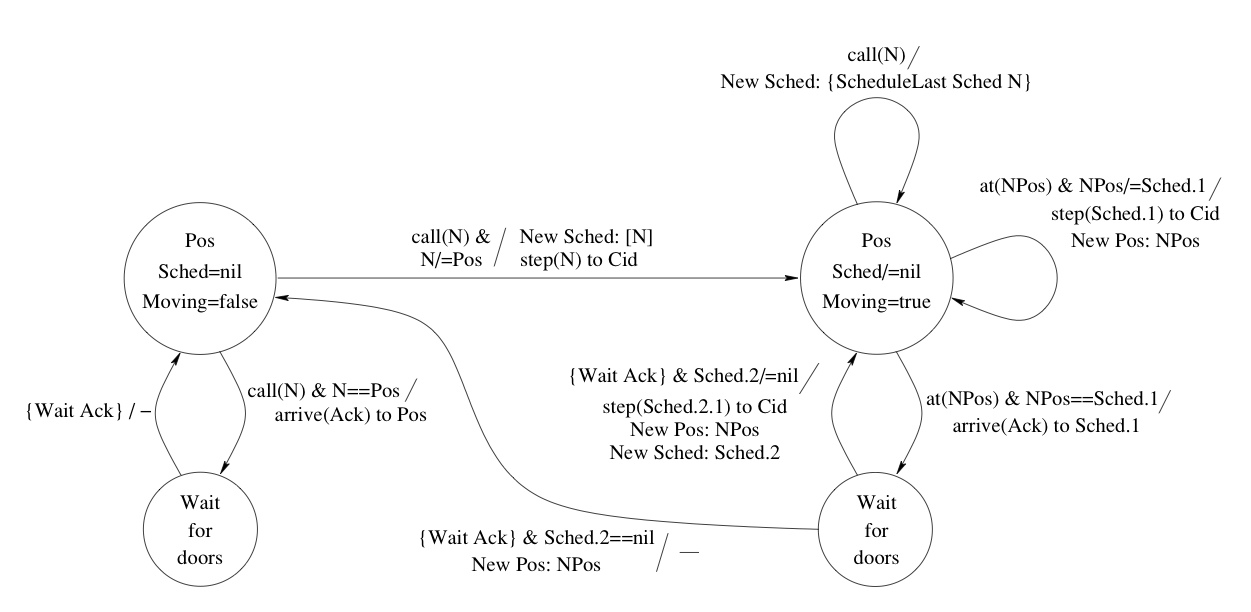 call(N) /
New Sched: {ScheduleLast Sched N}
at(NPos) & NPos/=Sched.1 /
step(Sched.1) to Cid
New Pos: NPos
Pos
Sched=nil
Moving=false
call(N) & / New Sched: [N]
N/=Pos step(N) to Cid
Pos
Sched/=nil
Moving=true
{Wait Ack} / –
call(N) & N==Pos /
arrive(Ack) to Pos
{Wait Ack} & Sched.2/=nil /
step(Sched.2.1) to Cid
New Pos: NPos
New Sched: Sched.2
at(NPos) & NPos==Sched.1 /
arrive(Ack) to Sched.1
Wait
for
doors
{Wait Ack} & Sched.2==nil / —
New Pos: NPos
Wait
for
doors